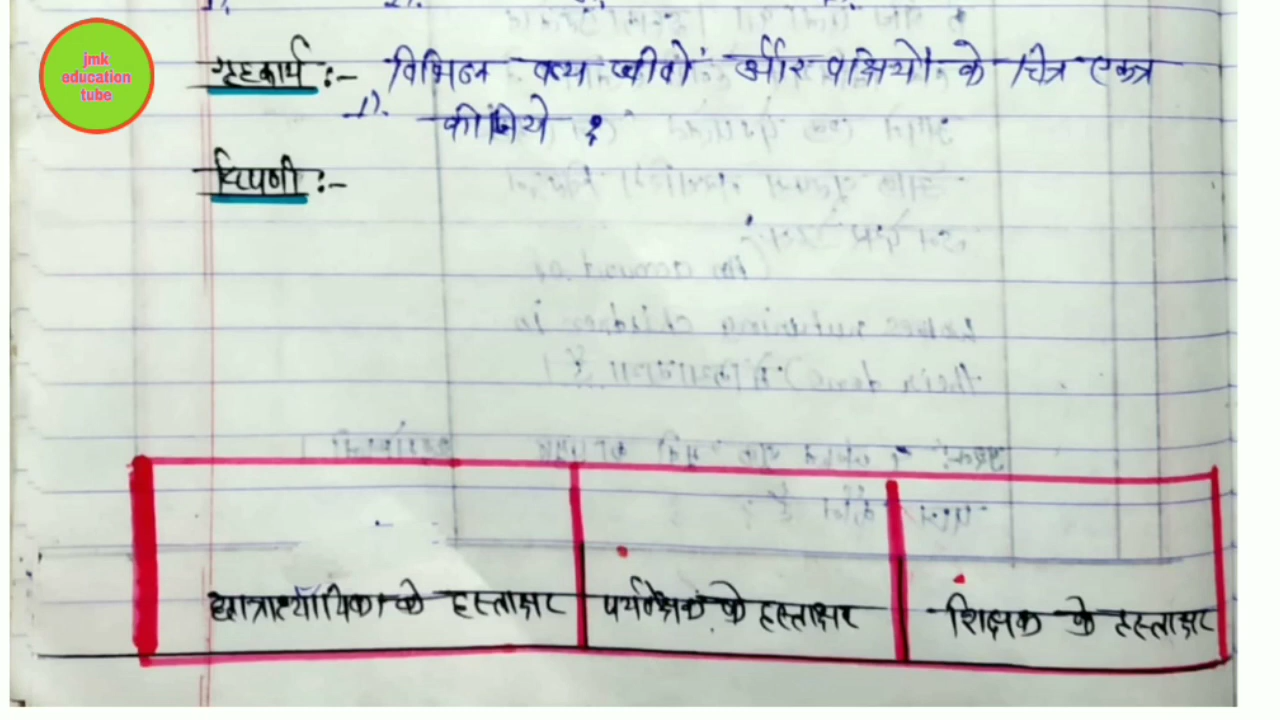 jmk
education
tube
गृहकार्य :- विभिन्न वन्य जीवों और पक्षियों के चित्र एकत्र
1). कीजिये ?
टिप्पणी :-
छात्राध्यापिका के हस्ताक्षर
पर्यवेक्षक के हस्ताक्षर
शिक्षक के हस्ताक्षर